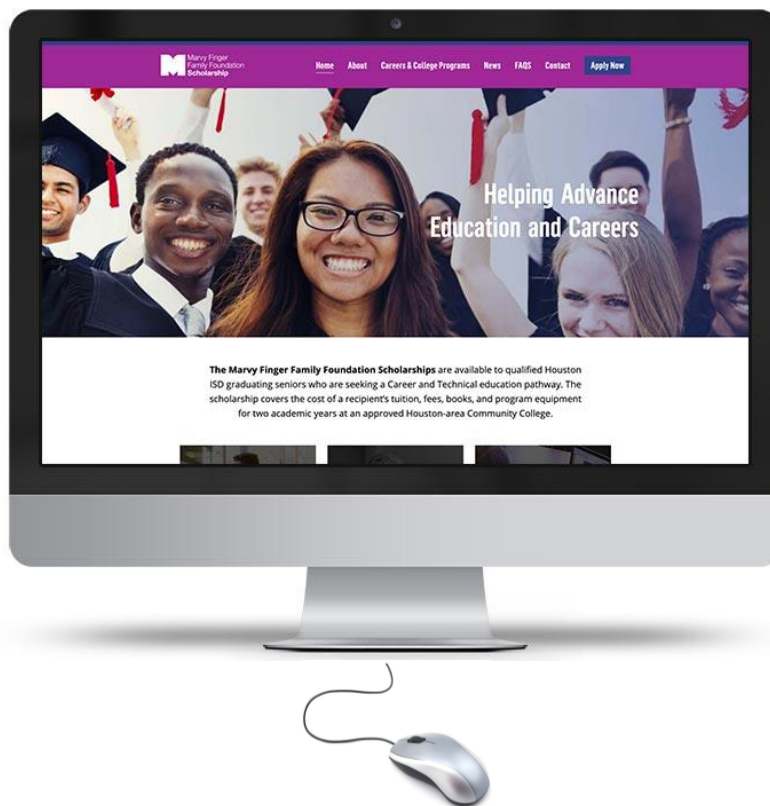 Marvy Finger
Family Foundation
Scholarship
Home About Careers & College Programs News FAQS Contact Apply Now
Helping Advance
Education and Careers
The Marvy Finger Family Foundation Scholarships are available to qualified Houston
ISD graduating seniors who are seeking a Career and Technical education pathway. The
scholarship covers the cost of a recipient's tuition, fees, books, and program equipment
for two academic years at an approved Houston-area Community College.